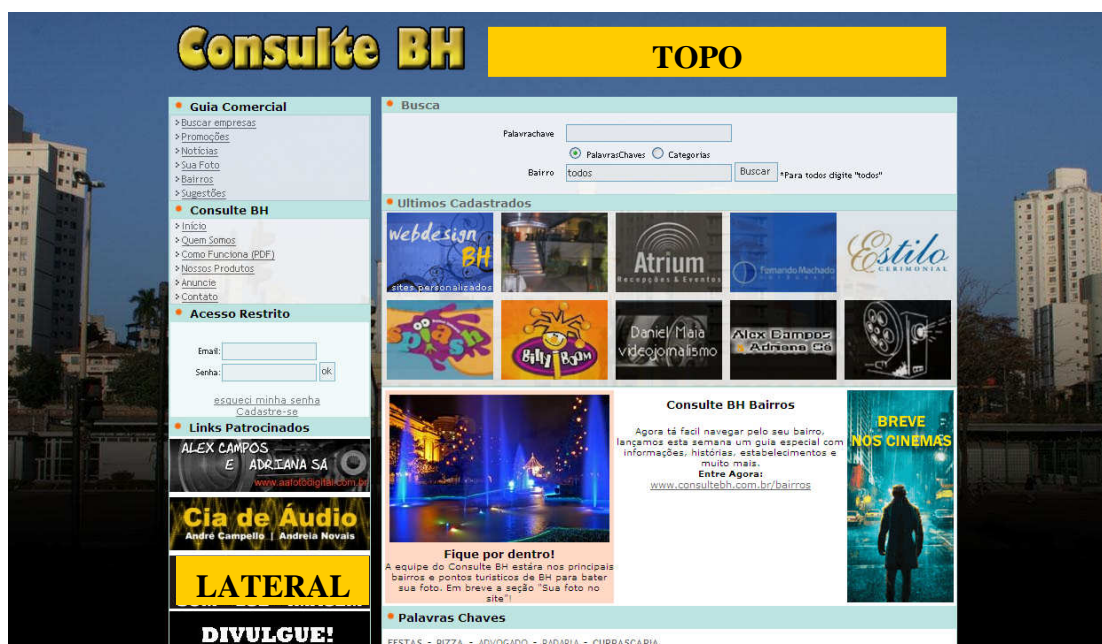 Consulte BH
TOPO
Guia Comercial
> Buscar empresas
> Promoções
> Notícias
> Sua Foto
> Bairros
> Sugestões
Consulte BH
> Início
> Quem Somos
> Como Funciona (PDF)
> Nossos Produtos
> Anuncie
> Contato
Acesso Restrito
Email:
Senha:
ok
esqueci minha senha
Cadastre-se
Links Patrocinados
ALEX CAMPOS
E ADRIANA SÁ
www.aafotodigital.com.br
Cia de Áudio
André Campello | Andreia Novais
LATERAL
DIVULGUE!
Busca
Palavrachave
PalavrasChaves Categorias
Bairro todos Buscar *Para todos digite "todos"
Ultimos Cadastrados
webdesign
BH
sites personalizados
Atrium
Recepções & Eventos
Fernando Machado
Estilo
CERIMONIAL
Splash
Billy Boom
Daniel Maia
videojornalismo
Alex Campos
Adriana Sá
Fique por dentro!
A equipe do Consulte BH estára nos principais
bairros e pontos turisticos de BH para bater
sua foto. Em breve a seção "Sua foto no
site"!
Consulte BH Bairros
Agora tá facil navegar pelo seu bairro,
lançamos esta semana um guia especial com
informações, histórias, estabelecimentos e
muito mais.
Entre Agora:
www.consultebh.com.br/bairros
BREVE
NOS CINEMAS
Palavras Chaves
FESTAS - PIZZA - ADVOGADO - PADARIA - CURRASCARIA